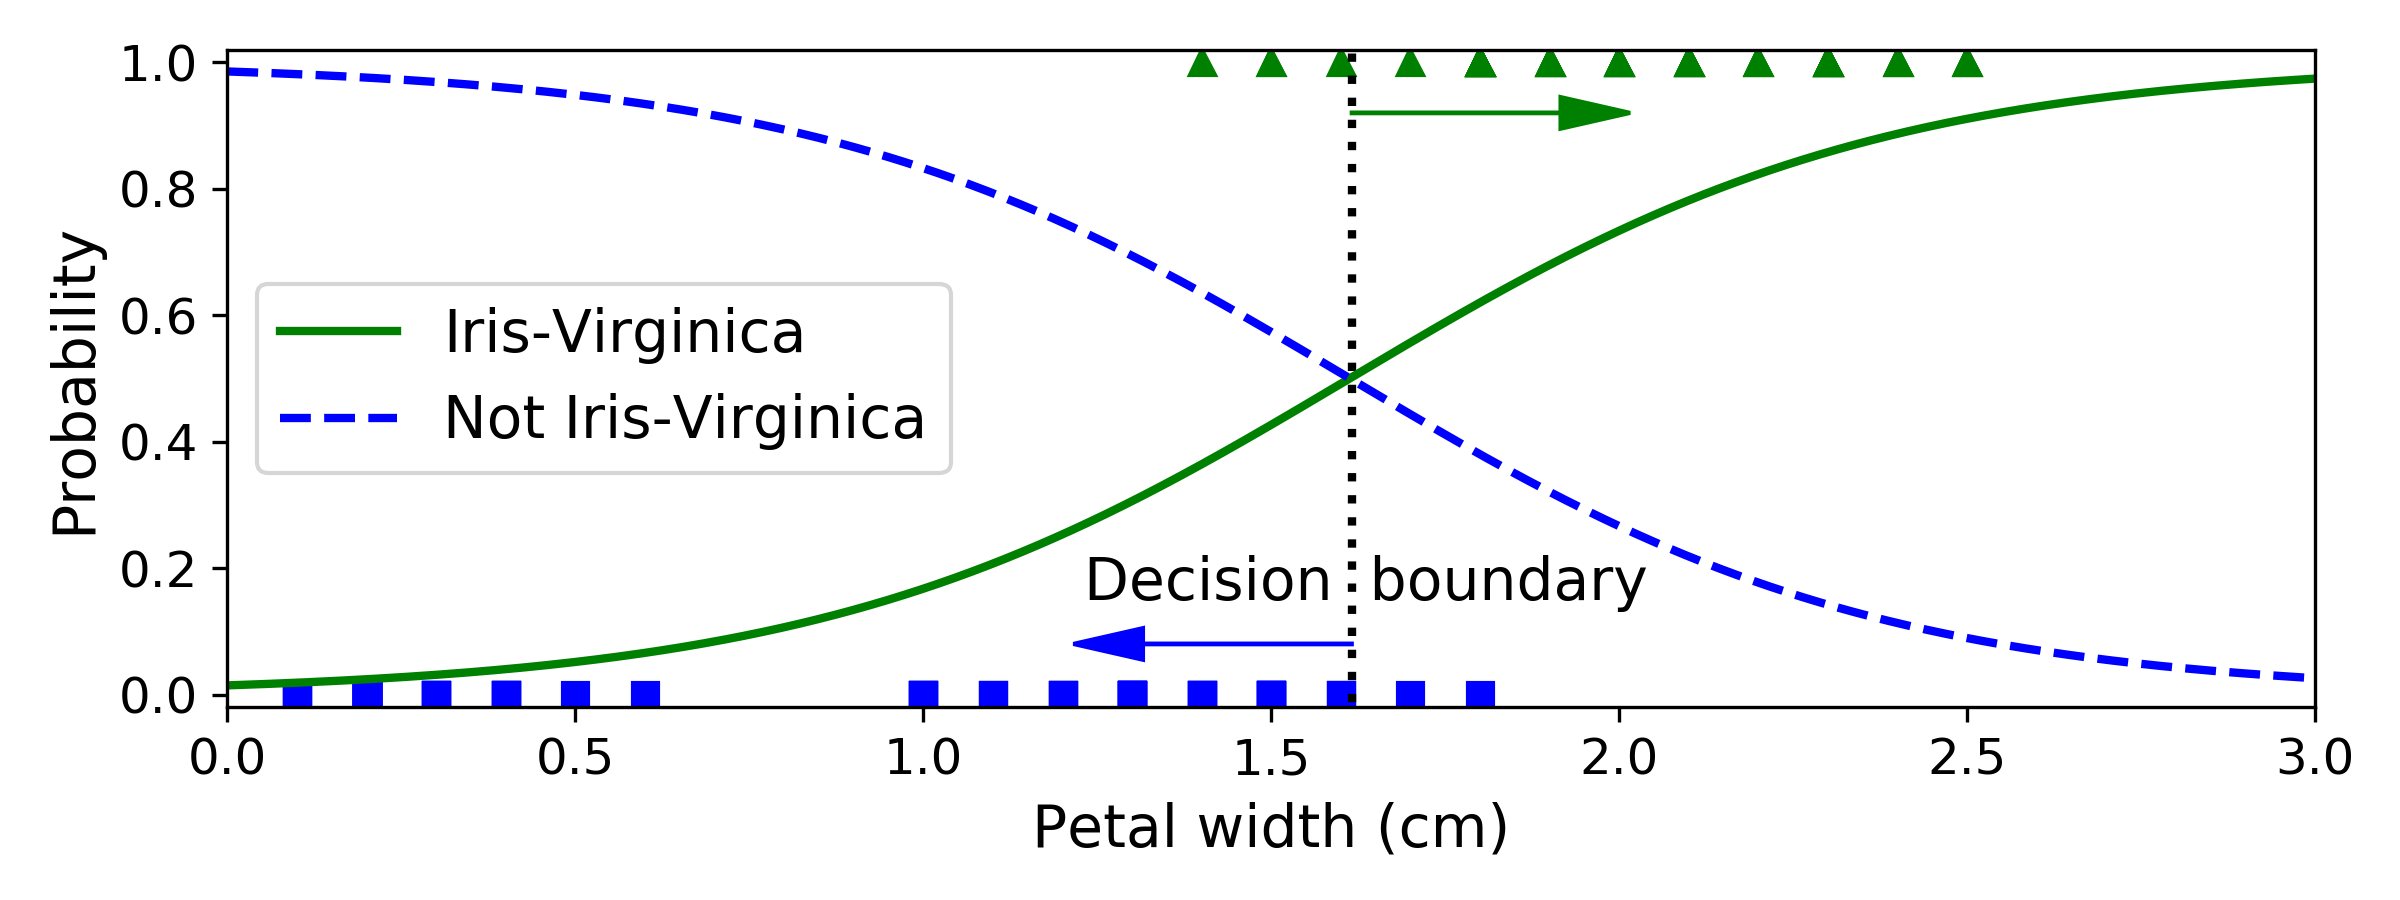 1.0
0.8
0.6
0.4
0.2
0.0
Probability
Iris-Virginica
Not Iris-Virginica
Decision boundary
0.0 0.5 1.0 1.5 2.0 2.5 3.0
Petal width (cm)